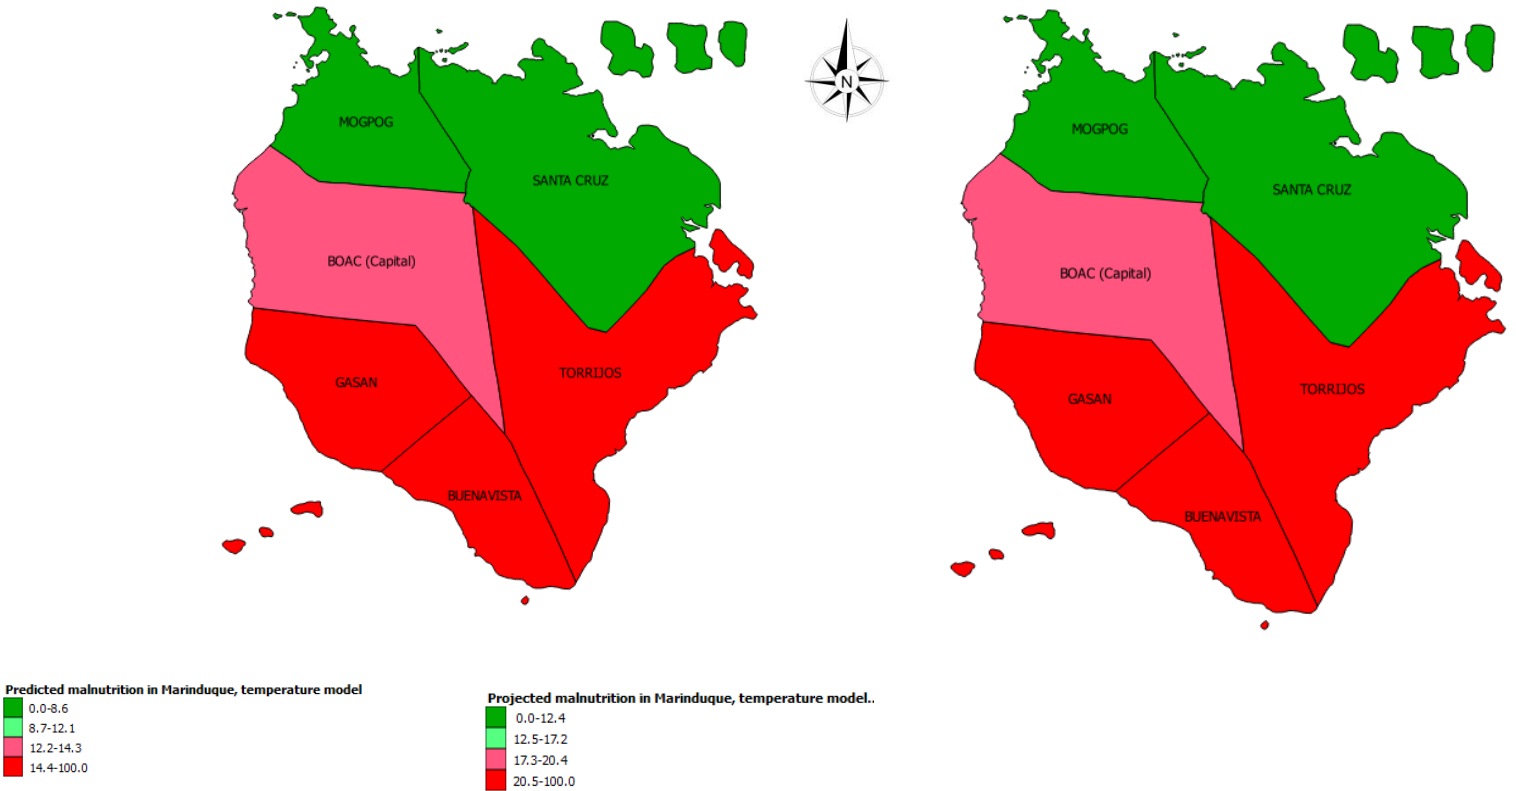 MOGPOG
SANTA CRUZ
BOAC (Capital)
GASAN
TORRIJOS
BUENAVISTA
N
MOGPOG
SANTA CRUZ
BOAC (Capital)
GASAN
TORRIJOS
BUENAVISTA
Predicted malnutrition in Marinduque, temperature model
0.0-8.6
8.7-12.1
12.2-14.3
14.4-100.0
Projected malnutrition in Marinduque, temperature model..
0.0-12.4
12.5-17.2
17.3-20.4
20.5-100.0